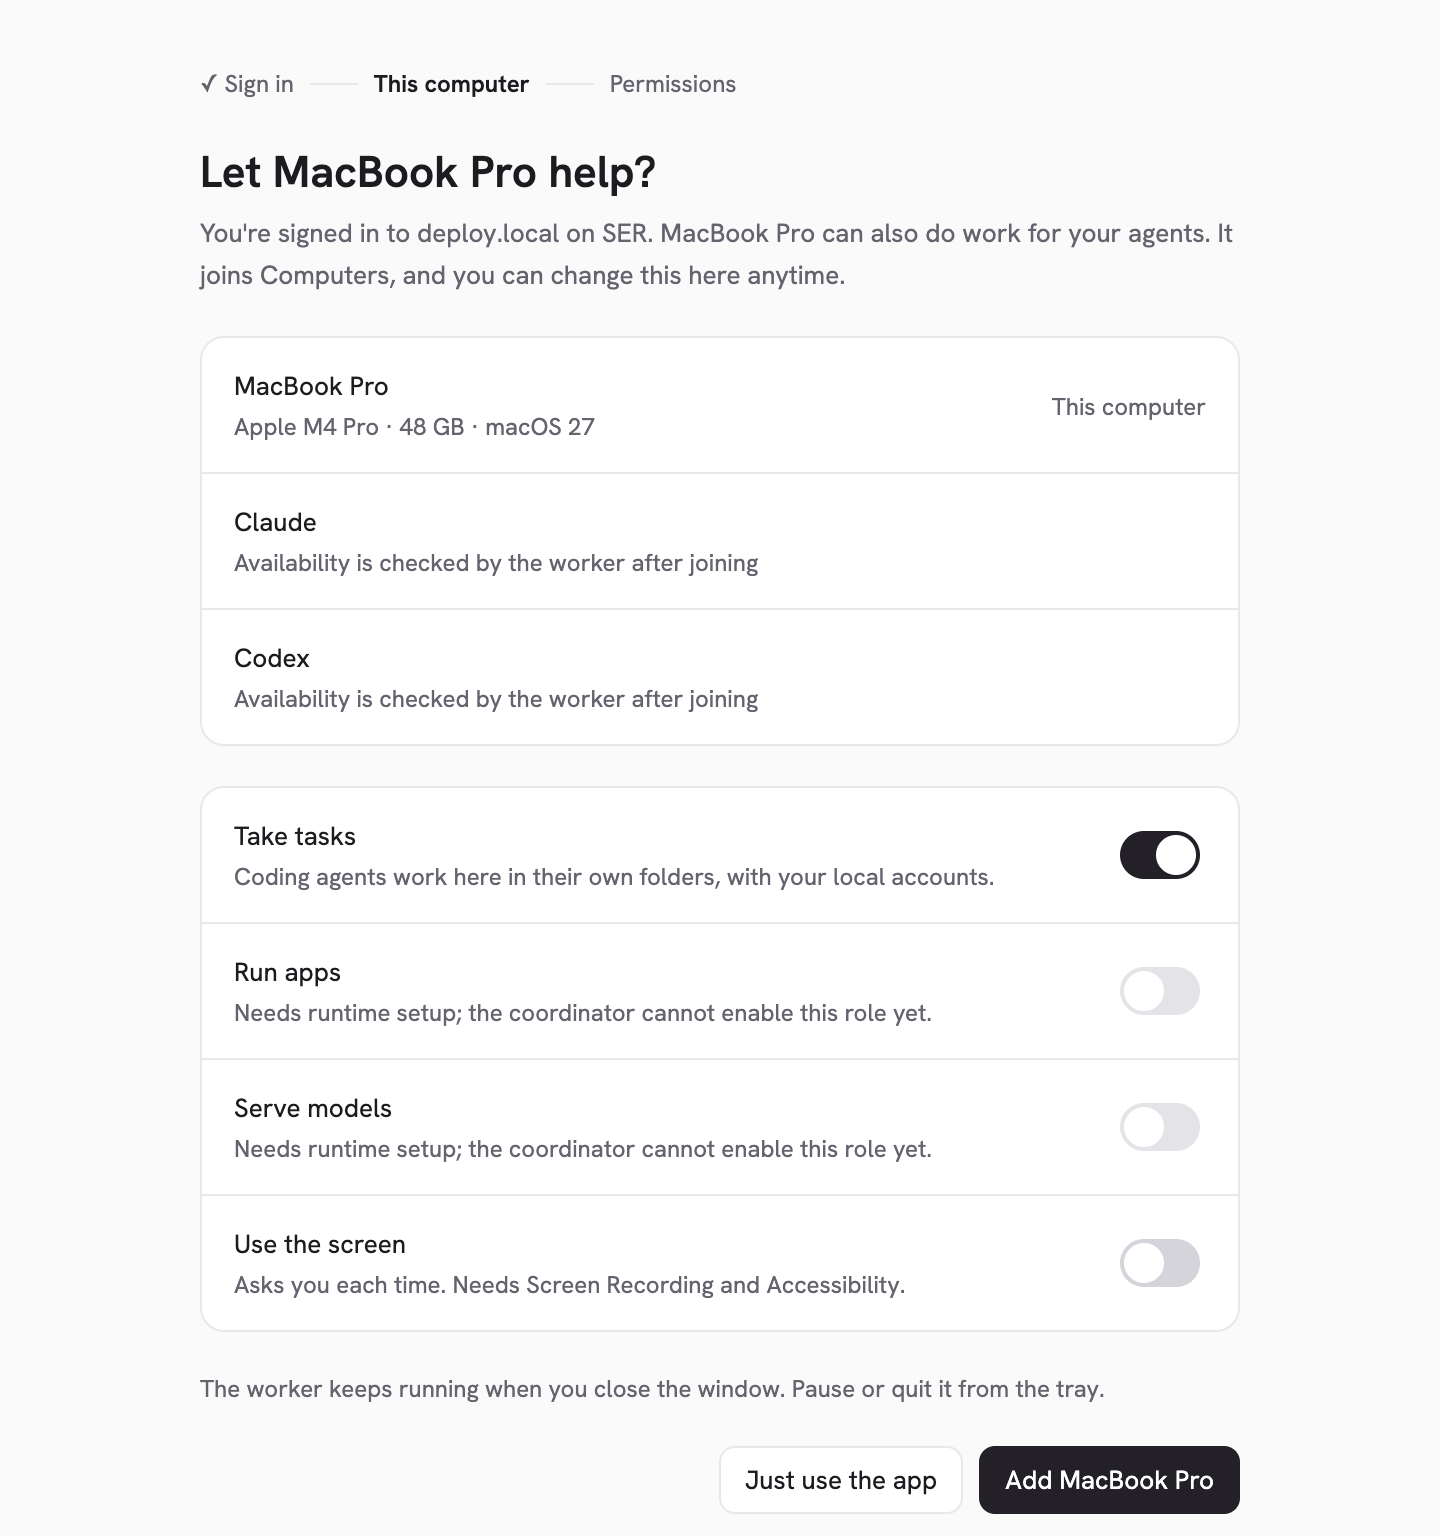 ✓ Sign in
This computer
Permissions
Let MacBook Pro help?
You're signed in to deploy.local on SER. MacBook Pro can also do work for your agents. It
joins Computers, and you can change this here anytime.
MacBook Pro
Apple M4 Pro · 48 GB · macOS 27
This computer
Claude
Availability is checked by the worker after joining
Codex
Availability is checked by the worker after joining
Take tasks
Coding agents work here in their own folders, with your local accounts.
Run apps
Needs runtime setup; the coordinator cannot enable this role yet.
Serve models
Needs runtime setup; the coordinator cannot enable this role yet.
Use the screen
Asks you each time. Needs Screen Recording and Accessibility.
The worker keeps running when you close the window. Pause or quit it from the tray.
Just use the app
Add MacBook Pro